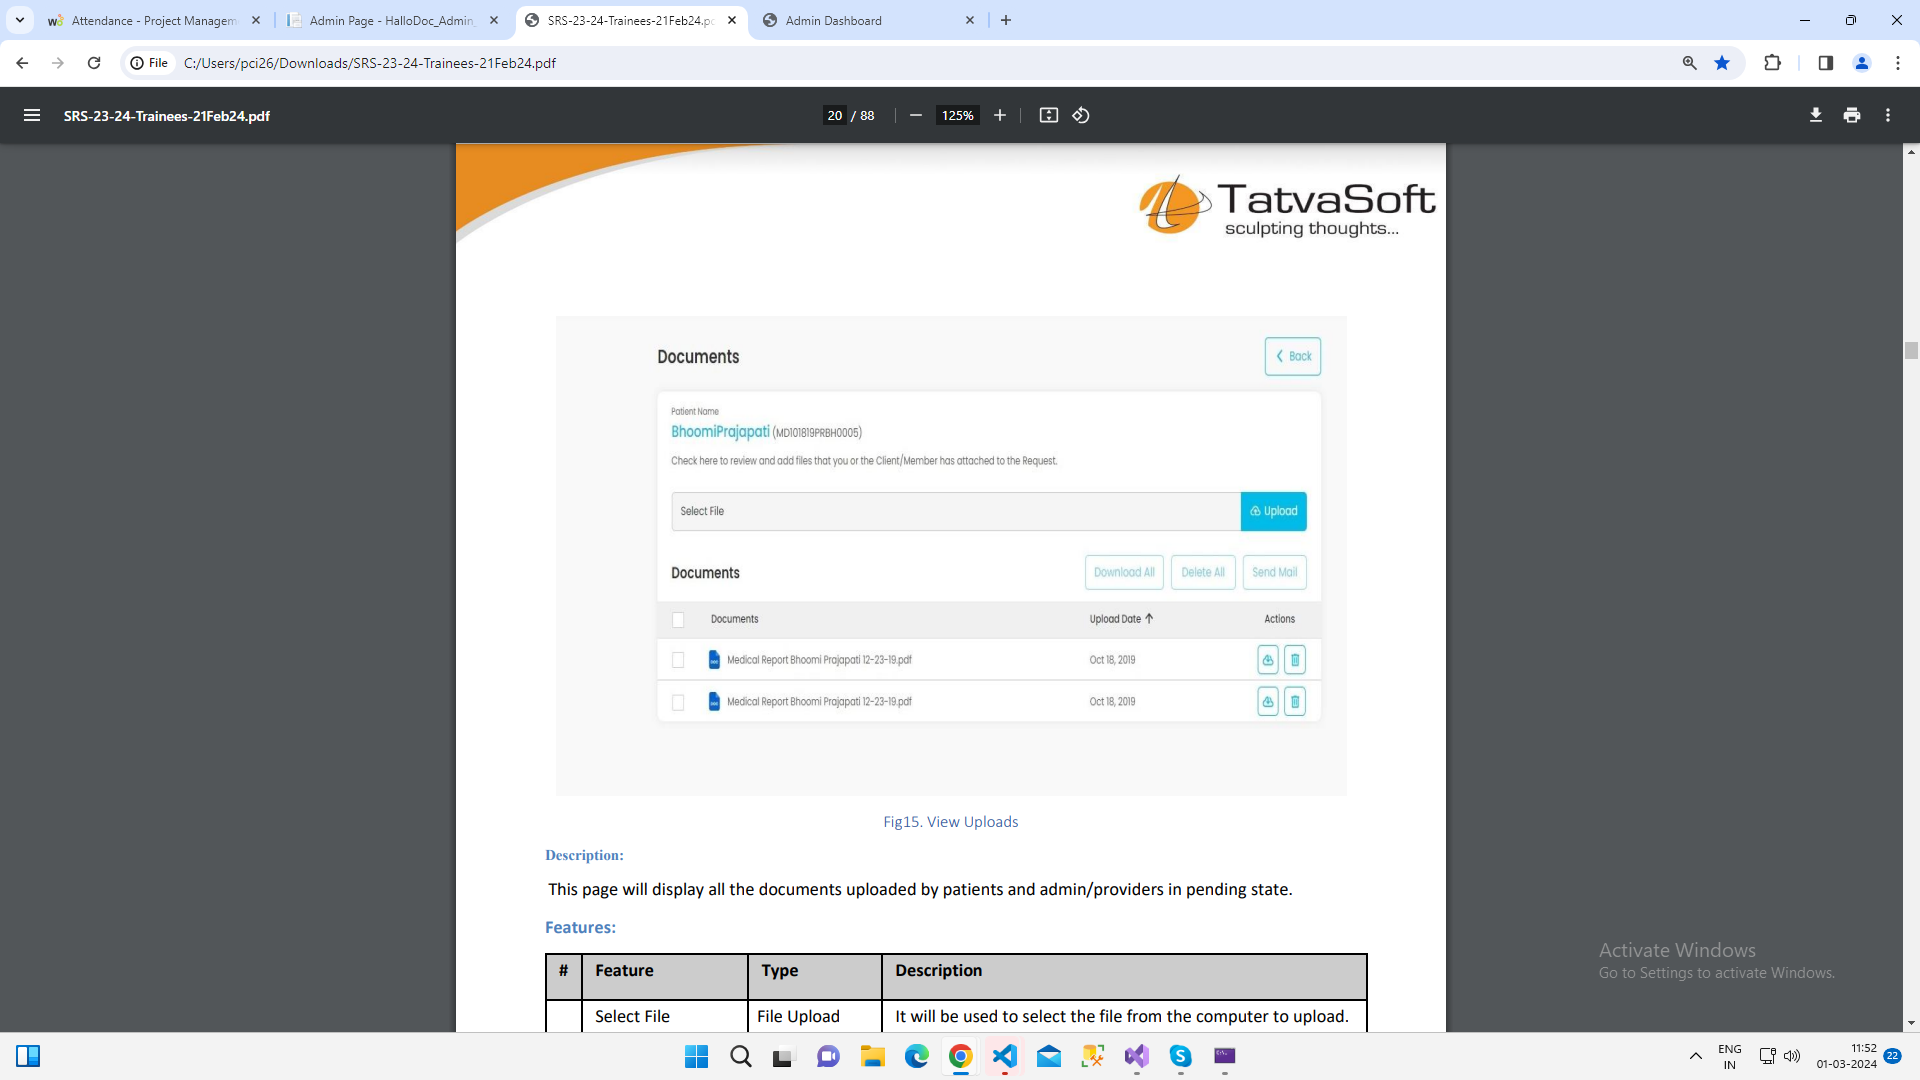 Attendance - Project Managem
Admin Page - HalloDoc_Admin_
SRS-23-24-Trainees-21Feb24.pc
Admin Dashboard
File
C:/Users/pci26/Downloads/SRS-23-24-Trainees-21Feb24.pdf
SRS-23-24-Trainees-21Feb24.pdf
20 / 88
125%
TatvaSoft
sculpting thoughts...
Documents
Back
Patient Name
BhoomiPrajapati (MD101819PRBH0005)
Check here to review and add files that you or the Client/Member has attached to the Request.
Select File
Upload
Documents
Download All
Delete All
Send Mail
Documents
Upload Date ↑
Actions
Medical Report Bhoomi Prajapati 12-23-19.pdf
Oct 18, 2019
Medical Report Bhoomi Prajapati 12-23-19.pdf
Oct 18, 2019
Fig15. View Uploads
Description:
This page will display all the documents uploaded by patients and admin/providers in pending state.
Features:
# Feature Type Description
Select File File Upload It will be used to select the file from the computer to upload.
Activate Windows
Go to Settings to activate Windows.
ENG
IN
11:52
01-03-2024
22